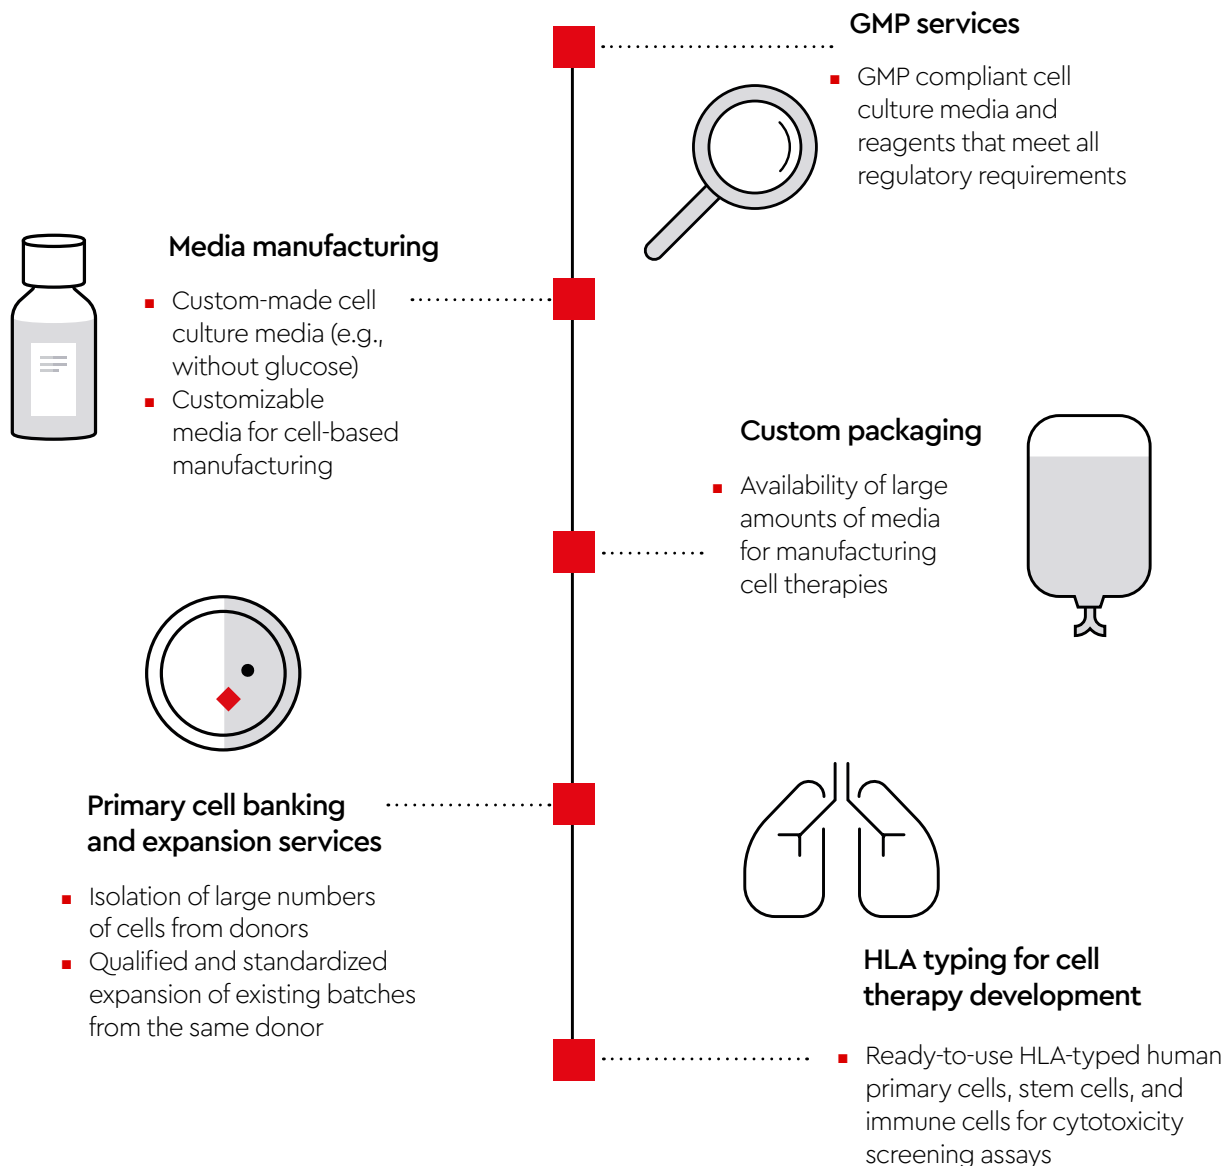 GMP services
GMP compliant cell
culture media and
reagents that meet all
regulatory requirements
Media manufacturing
Custom-made cell
culture media (e.g.,
without glucose)
Customizable
media for cell-based
manufacturing
Custom packaging
Availability of large
amounts of media
for manufacturing
cell therapies
Primary cell banking
and expansion services
Isolation of large numbers
of cells from donors
Qualified and standardized
expansion of existing batches
from the same donor
HLA typing for cell
therapy development
Ready-to-use HLA-typed human
primary cells, stem cells, and
immune cells for cytotoxicity
screening assays